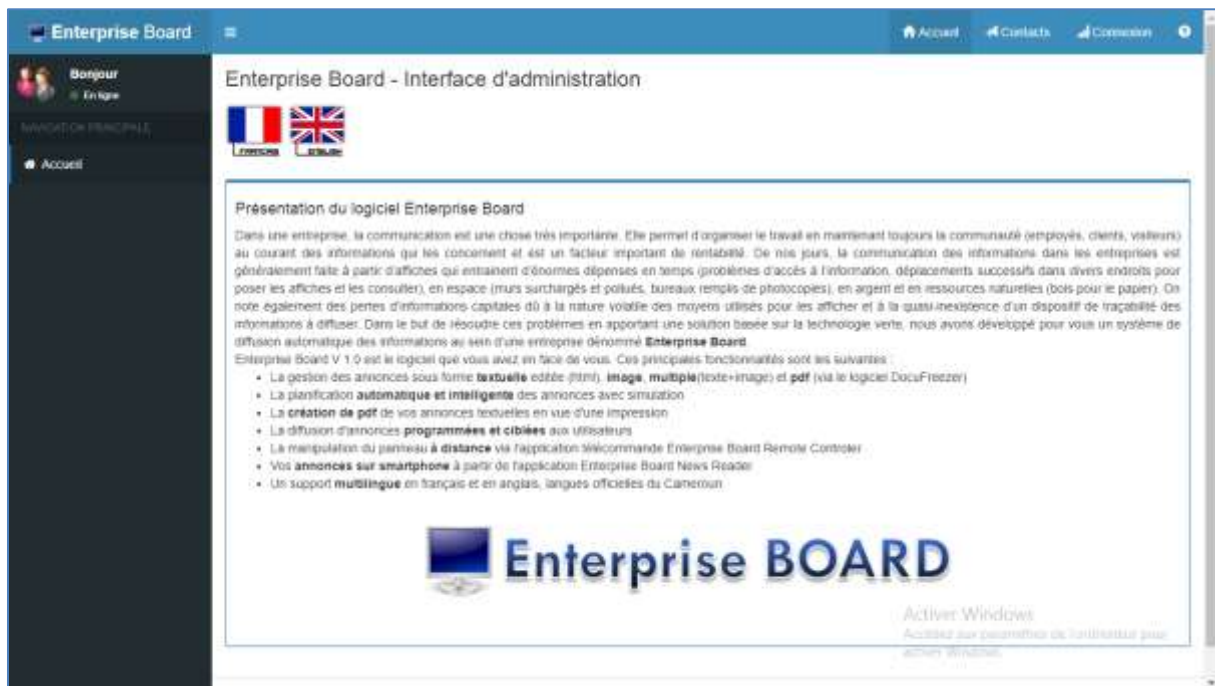 Enterprise Board
Accueil Contacts Connexion
Bonjour
En ligne
NAVIGATION PRINCIPALE
Accueil
Enterprise Board - Interface d'administration
FRANCAIS ENGLISH
Présentation du logiciel Enterprise Board
Dans une entreprise, la communication est une chose très importante. Elle permet d'organiser le travail en maintenant toujours la communauté (employés, clients, visiteurs)
au courant des informations qui les concernent et est un facteur important de rentabilité. De nos jours, la communication des informations dans les entreprises est
généralement faite à partir d'affiches qui entrainent d'énormes dépenses en temps (problèmes d'accès à l'information, déplacements successifs dans divers endroits pour
poser les affiches et les consulter), en espace (murs surchargés et pollués, bureaux remplis de photocopies), en argent et en ressources naturelles (bois pour le papier). On
note également des pertes d'informations capitales dû à la nature volatile des moyens utilisés pour les afficher et à la quasi-inexistence d'un dispositif de traçabilité des
informations à diffuser. Dans le but de résoudre ces problèmes en apportant une solution basée sur la technologie verte, nous avons développé pour vous un système de
diffusion automatique des informations au sein d'une entreprise dénommé Enterprise Board.
Enterprise Board V 1.0 est le logiciel que vous avez en face de vous. Ces principales fonctionnalités sont les suivantes :
La gestion des annonces sous forme textuelle editée (html), image, multiple(texte+image) et pdf (via le logiciel DocuFreezer)
La planification automatique et intelligente des annonces avec simulation
La création de pdf de vos annonces textuelles en vue d'une impression
La diffusion d'annonces programmées et ciblées aux utilisateurs
La manipulation du panneau à distance via l'application télécommande Enterprise Board Remote Controler
Vos annonces sur smartphone à partir de l'application Enterprise Board News Reader
Un support multilingue en français et en anglais, langues officielles du Cameroun
Enterprise BOARD
Activer Windows
Accédez aux paramètres de l'ordinateur pour
activer Windows.